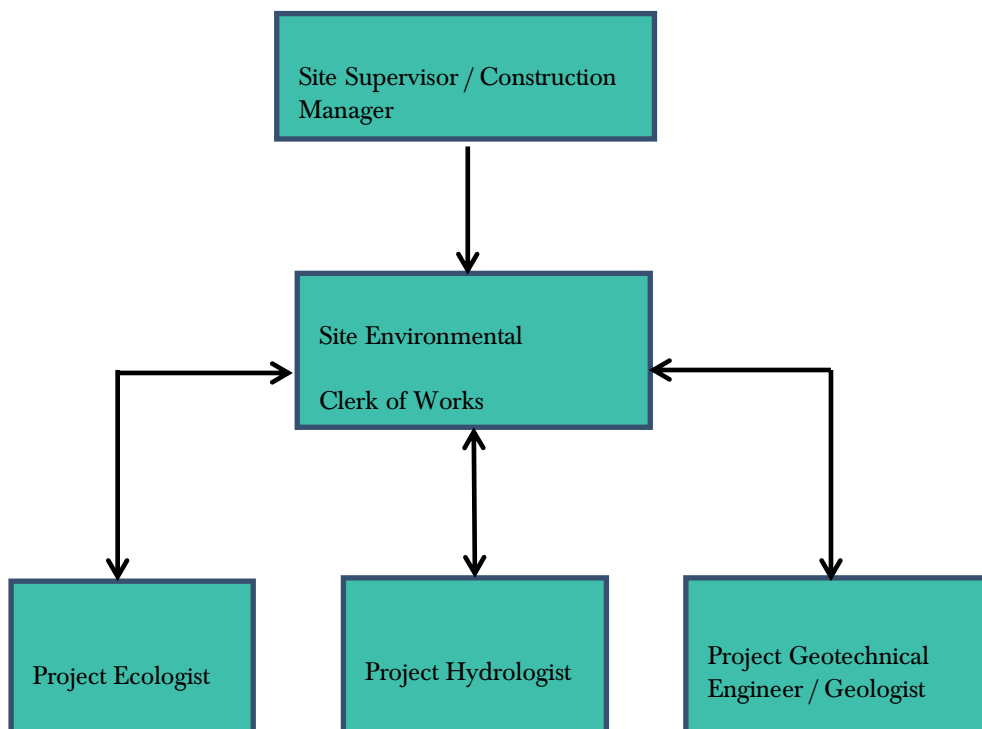 Site Supervisor / Construction
Manager
Site Environmental
Clerk of Works
Project Ecologist
Project Hydrologist
Project Geotechnical
Engineer / Geologist